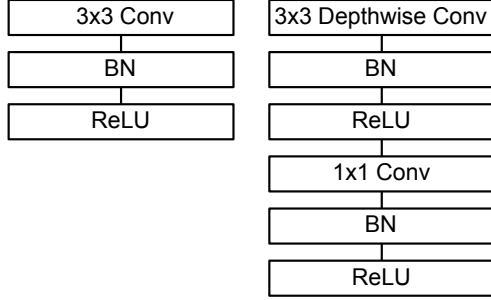 3x3 Conv
BN
ReLU
3x3 Depthwise Conv
BN
ReLU
1x1 Conv
BN
ReLU